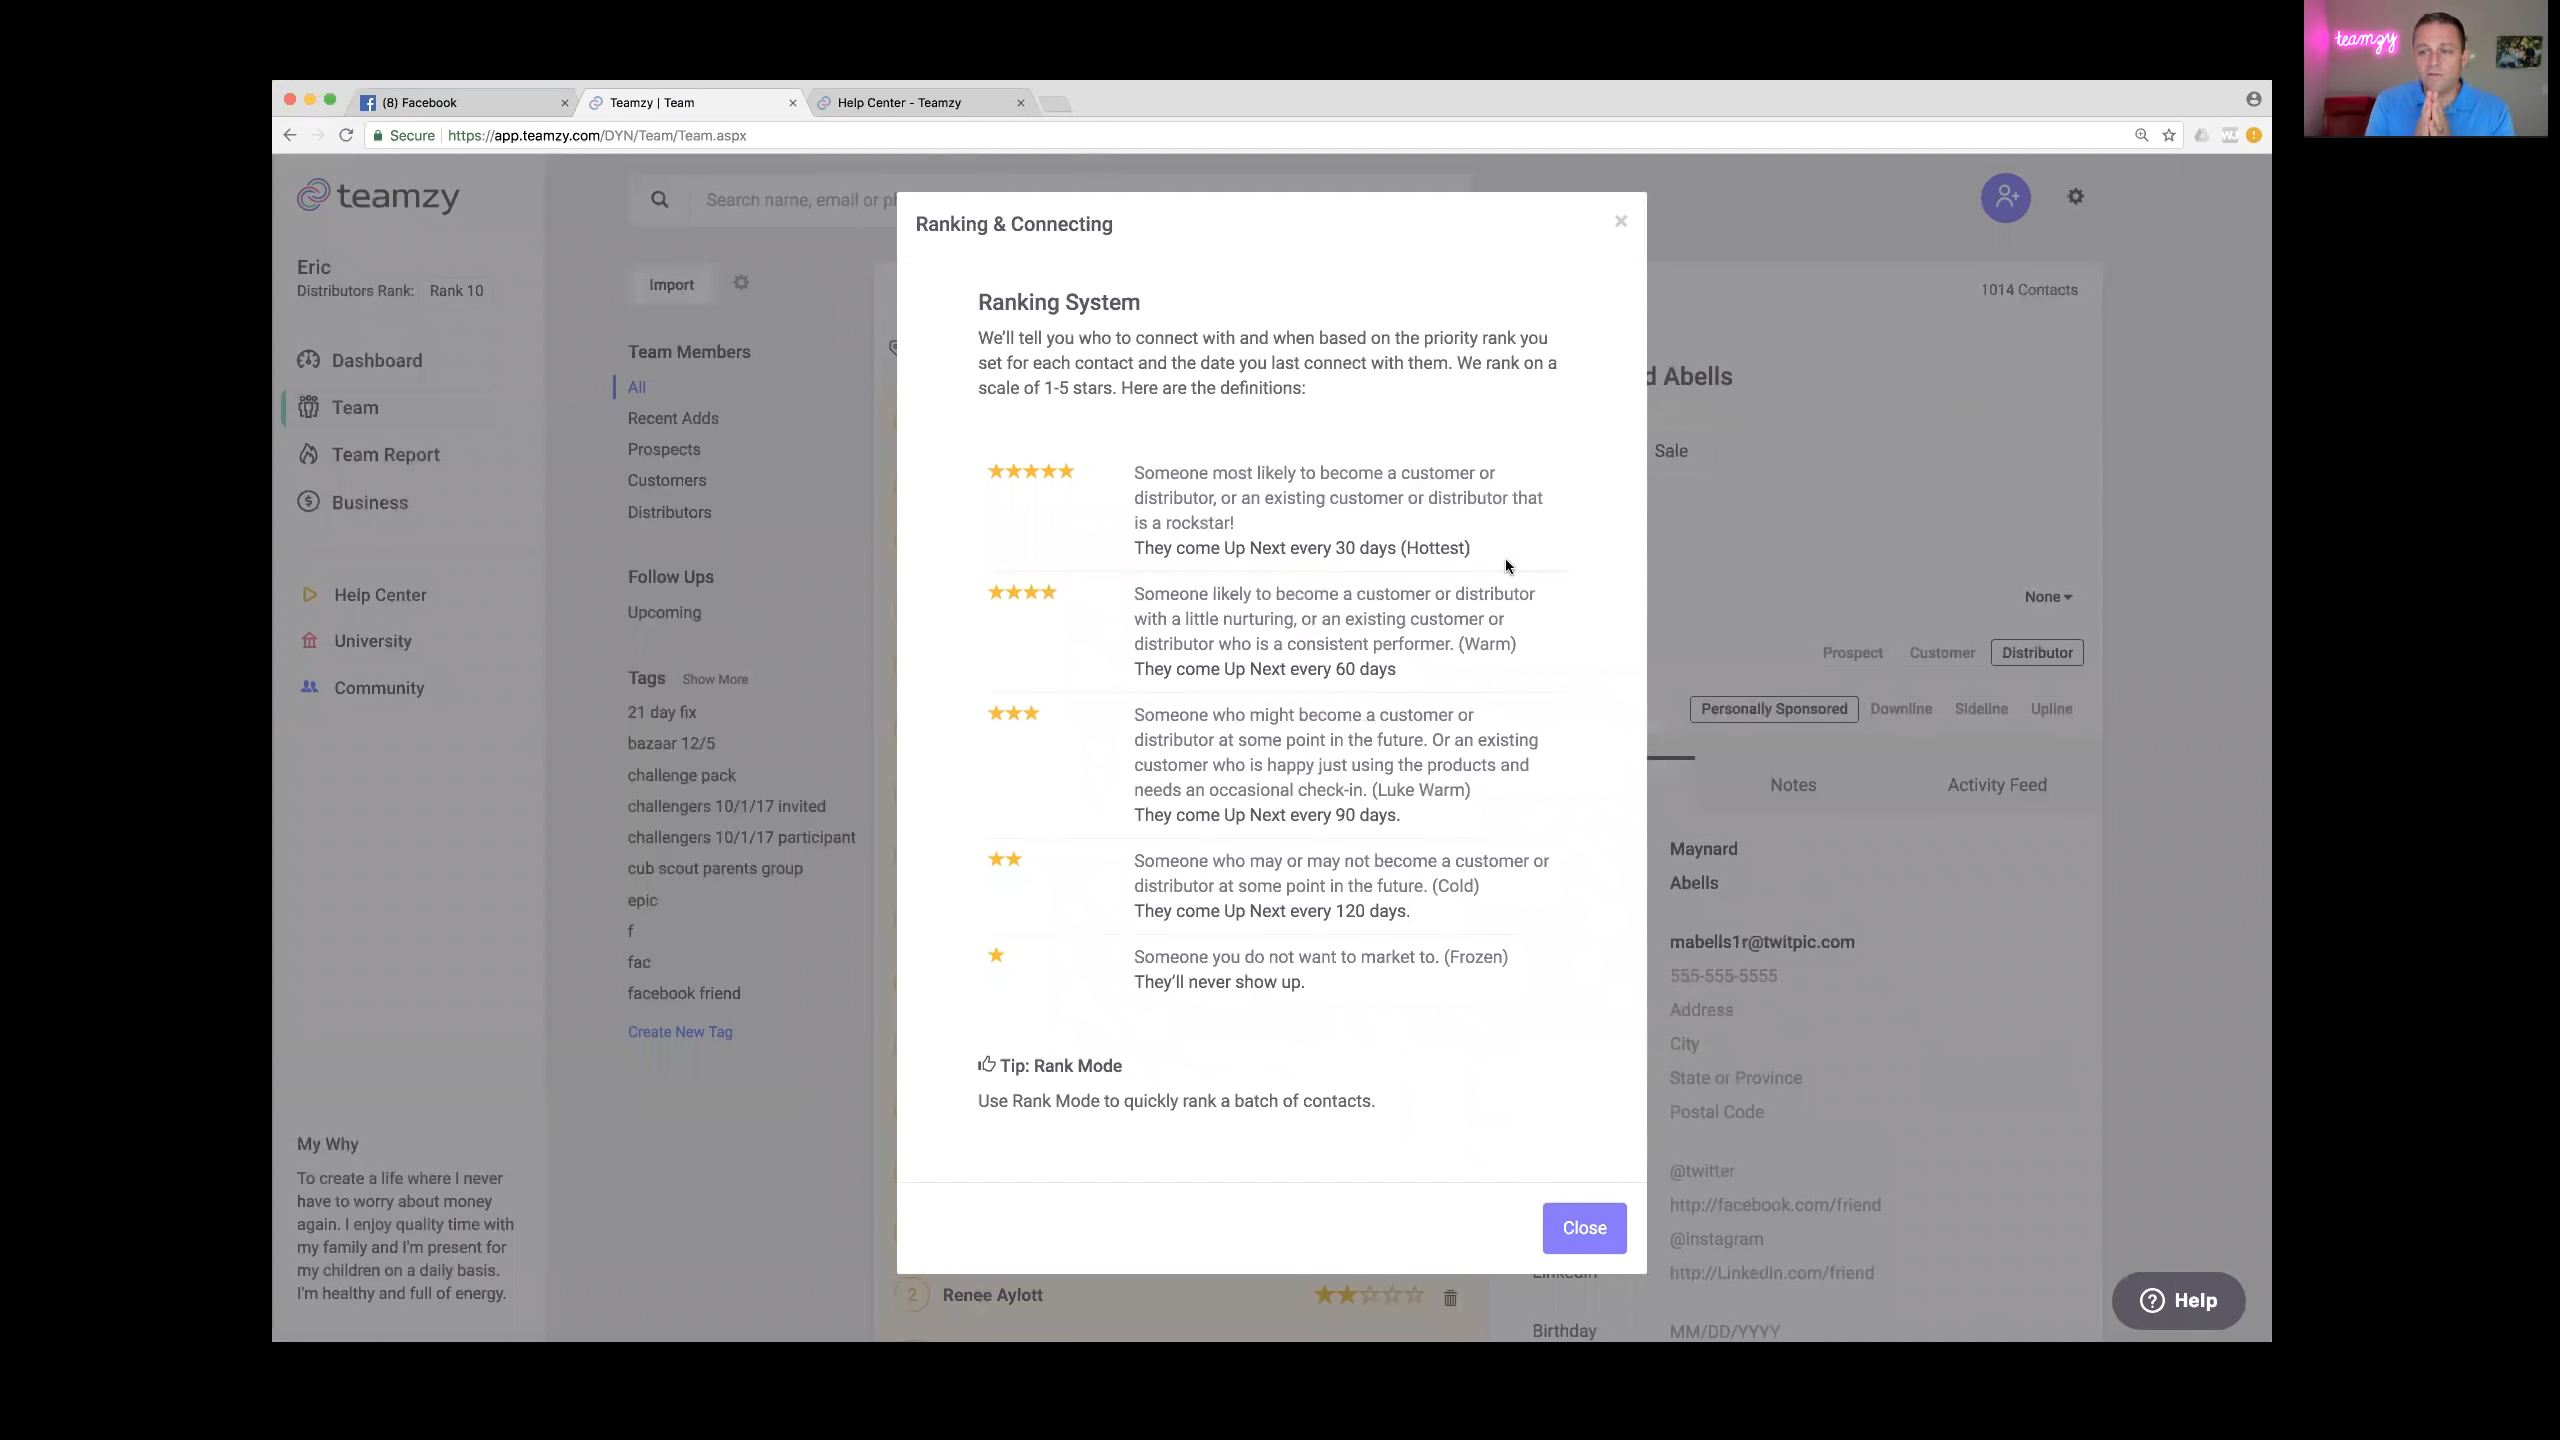 (8) Facebook
Teamzy | Team
Help Center - Teamzy
Secure
https://app.teamzy.com/DYN/Team/Team.aspx
teamzy
teamzy
Search name, email or ph
Eric
Distributors Rank: Rank 10
Dashboard
Team
Team Report
Business
Help Center
University
Community
My Why
To create a life where I never
have to worry about money
again. I enjoy quality time with
my family and I'm present for
my children on a daily basis.
I'm healthy and full of energy.
Import
Team Members
All
Recent Adds
Prospects
Customers
Distributors
Follow Ups
Upcoming
Tags Show More
21 day fix
bazaar 12/5
challenge pack
challengers 10/1/17 invited
challengers 10/1/17 participant
cub scout parents group
epic
f
fac
facebook friend
Create New Tag
Ranking & Connecting
Ranking System
We'll tell you who to connect with and when based on the priority rank you
set for each contact and the date you last connect with them. We rank on a
scale of 1-5 stars. Here are the definitions:
Someone most likely to become a customer or
distributor, or an existing customer or distributor that
is a rockstar!
They come Up Next every 30 days (Hottest)
Someone likely to become a customer or distributor
with a little nurturing, or an existing customer or
distributor who is a consistent performer. (Warm)
They come Up Next every 60 days
Someone who might become a customer or
distributor at some point in the future. Or an existing
customer who is happy just using the products and
needs an occasional check-in. (Luke Warm)
They come Up Next every 90 days.
Someone who may or may not become a customer or
distributor at some point in the future. (Cold)
They come Up Next every 120 days.
Someone you do not want to market to. (Frozen)
They'll never show up.
Tip: Rank Mode
Use Rank Mode to quickly rank a batch of contacts.
Close
2 Renee Aylott
1014 Contacts
d Abells
Sale
None
Prospect Customer Distributor
Personally Sponsored Downline Sideline Upline
Notes Activity Feed
Maynard
Abells
mabells1r@twitpic.com
555-555-5555
Address
City
State or Province
Postal Code
@twitter
http://facebook.com/friend
@instagram
LinkedIn http://LinkedIn.com/friend
Birthday MM/DD/YYYY
Help